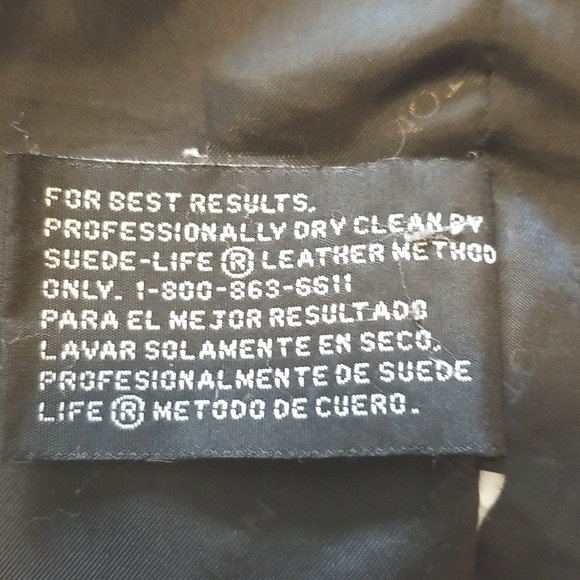 FOR BEST RESULTS,
PROFESSIONALLY DRY CLEAN BY
SUEDE-LIFE ® LEATHER METHOD
ONLY. 1-800-863-6611
PARA EL MEJOR RESULTADO
LAVAR SOLAMENTE EN SECO,
PROFESIONALMENTE DE SUEDE
LIFE ® METODO DE CUERO.